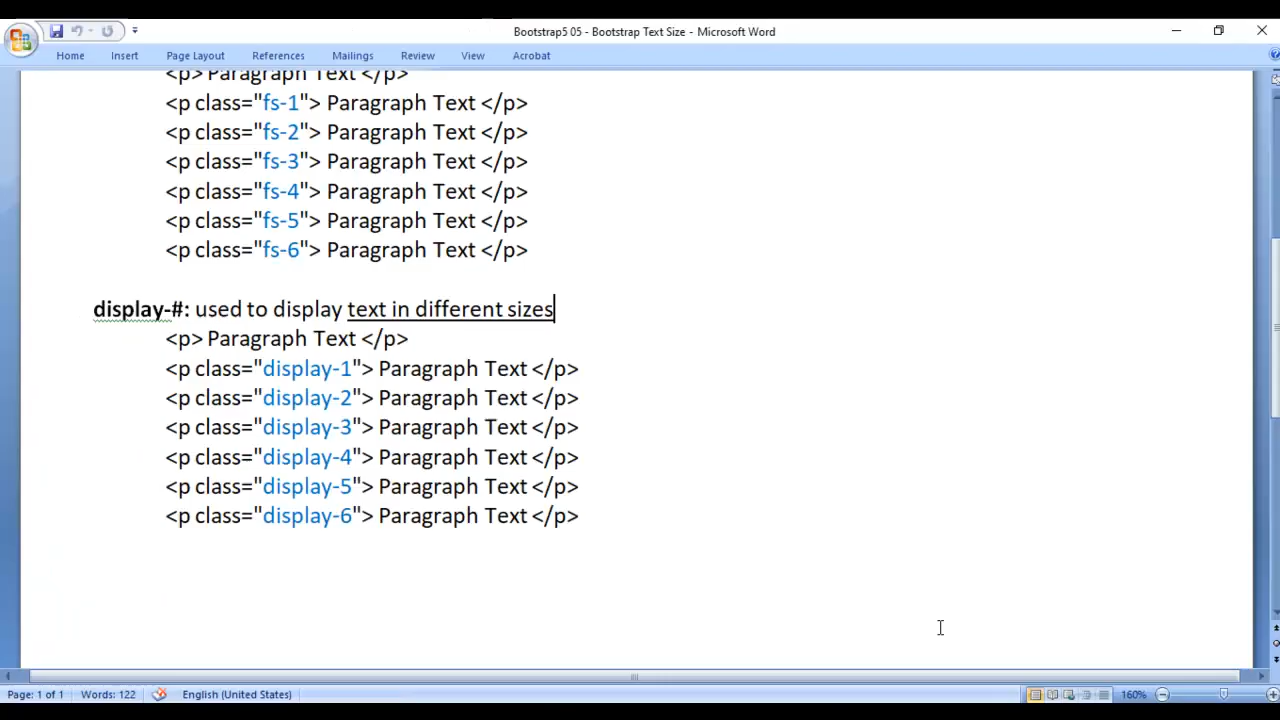 Bootstrap5 05 - Bootstrap Text Size - Microsoft Word
Home Insert Page Layout References Mailings Review View Acrobat
<p> Paragraph Text </p>
<p class="fs-1"> Paragraph Text </p>
<p class="fs-2"> Paragraph Text </p>
<p class="fs-3"> Paragraph Text </p>
<p class="fs-4"> Paragraph Text </p>
<p class="fs-5"> Paragraph Text </p>
<p class="fs-6"> Paragraph Text </p>
display-#: used to display text in different sizes
<p> Paragraph Text </p>
<p class="display-1"> Paragraph Text </p>
<p class="display-2"> Paragraph Text </p>
<p class="display-3"> Paragraph Text </p>
<p class="display-4"> Paragraph Text </p>
<p class="display-5"> Paragraph Text </p>
<p class="display-6"> Paragraph Text </p>
Page: 1 of 1 Words: 122 English (United States) 160%